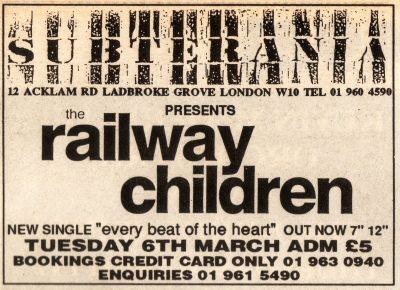 SUBTERANIA
12 ACKLAM RD LADBROKE GROVE LONDON W10 TEL 01 960 4590
PRESENTS
the
railway
children
NEW SINGLE "every beat of the heart" OUT NOW 7" 12"
TUESDAY 6TH MARCH ADM £5
BOOKINGS CREDIT CARD ONLY 01 963 0940
ENQUIRIES 01 961 5490